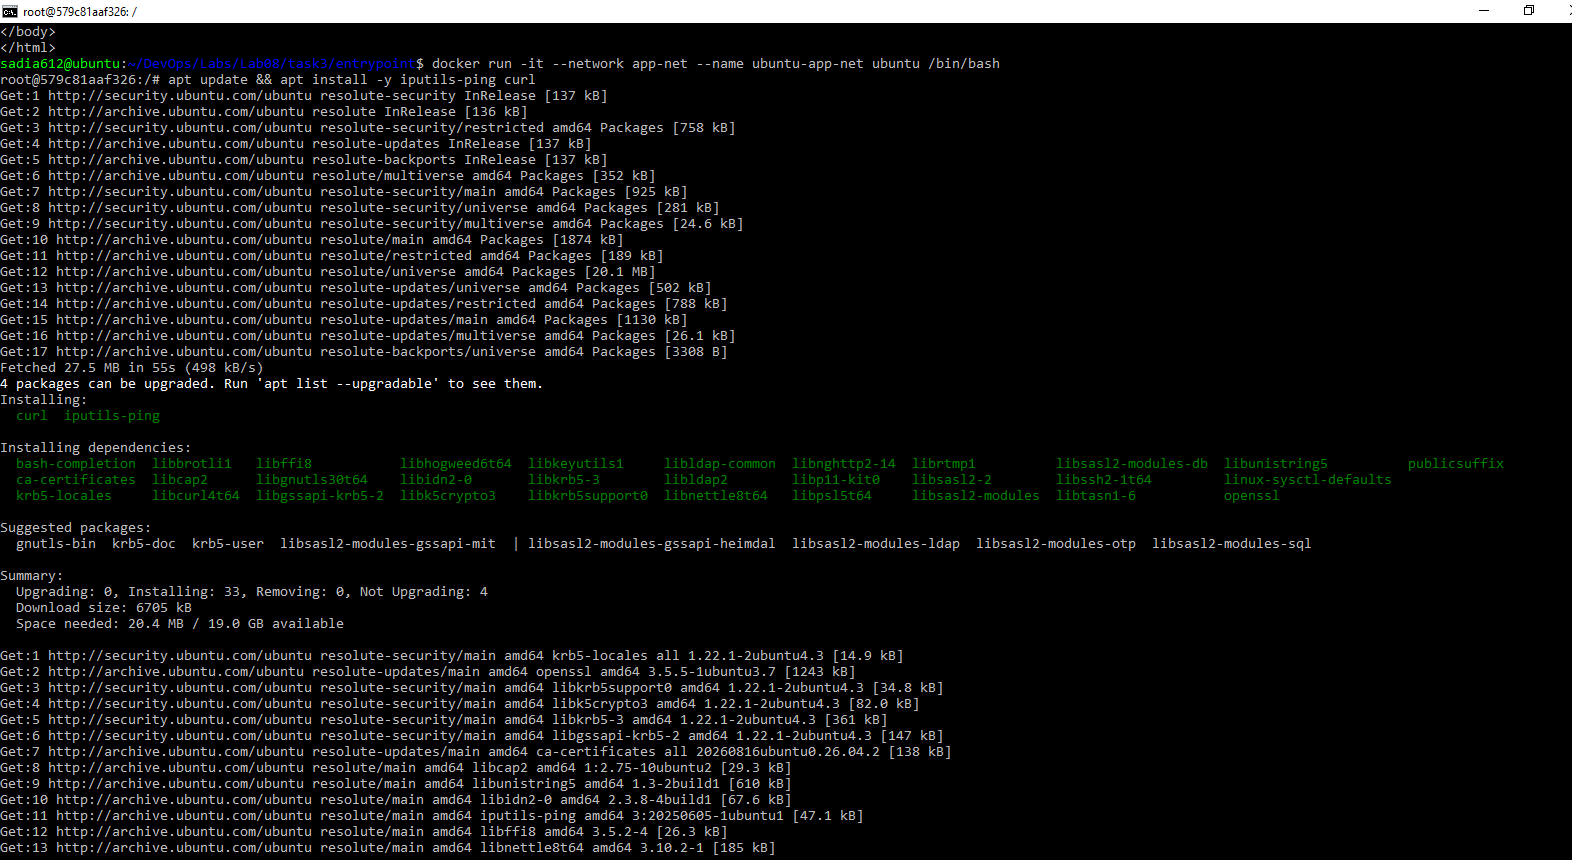 root@579c81aaf326: /
</body>
</html>
sadia612@ubuntu:~/DevOps/Labs/Lab08/task3/entrypoint$ docker run -it --network app-net --name ubuntu-app-net ubuntu /bin/bash
root@579c81aaf326:/# apt update && apt install -y iputils-ping curl
Get:1 http://security.ubuntu.com/ubuntu resolute-security InRelease [137 kB]
Get:2 http://archive.ubuntu.com/ubuntu resolute InRelease [136 kB]
Get:3 http://security.ubuntu.com/ubuntu resolute-security/restricted amd64 Packages [758 kB]
Get:4 http://archive.ubuntu.com/ubuntu resolute-updates InRelease [137 kB]
Get:5 http://archive.ubuntu.com/ubuntu resolute-backports InRelease [137 kB]
Get:6 http://archive.ubuntu.com/ubuntu resolute/multiverse amd64 Packages [352 kB]
Get:7 http://security.ubuntu.com/ubuntu resolute-security/main amd64 Packages [925 kB]
Get:8 http://security.ubuntu.com/ubuntu resolute-security/universe amd64 Packages [281 kB]
Get:9 http://security.ubuntu.com/ubuntu resolute-security/multiverse amd64 Packages [24.6 kB]
Get:10 http://archive.ubuntu.com/ubuntu resolute/main amd64 Packages [1874 kB]
Get:11 http://archive.ubuntu.com/ubuntu resolute/restricted amd64 Packages [189 kB]
Get:12 http://archive.ubuntu.com/ubuntu resolute/universe amd64 Packages [20.1 MB]
Get:13 http://archive.ubuntu.com/ubuntu resolute-updates/universe amd64 Packages [502 kB]
Get:14 http://archive.ubuntu.com/ubuntu resolute-updates/restricted amd64 Packages [788 kB]
Get:15 http://archive.ubuntu.com/ubuntu resolute-updates/main amd64 Packages [1130 kB]
Get:16 http://archive.ubuntu.com/ubuntu resolute-updates/multiverse amd64 Packages [26.1 kB]
Get:17 http://archive.ubuntu.com/ubuntu resolute-backports/universe amd64 Packages [3308 B]
Fetched 27.5 MB in 55s (498 kB/s)
4 packages can be upgraded. Run 'apt list --upgradable' to see them.
Installing:
  curl  iputils-ping

Installing dependencies:
  bash-completion  libbrotli1  libffi8  libhogweed6t64  libkeyutils1  libldap-common  libnghttp2-14  librtmp1  libsasl2-modules-db  libunistring5  publicsuffix
  ca-certificates  libcap2  libgnutls30t64  libidn2-0  libkrb5-3  libldap2  libp11-kit0  libsasl2-2  libssh2-1t64  linux-sysctl-defaults
  krb5-locales  libcurl4t64  libgssapi-krb5-2  libk5crypto3  libkrb5support0  libnettle8t64  libpsl5t64  libsasl2-modules  libtasn1-6  openssl

Suggested packages:
  gnutls-bin  krb5-doc  krb5-user  libsasl2-modules-gssapi-mit  | libsasl2-modules-gssapi-heimdal  libsasl2-modules-ldap  libsasl2-modules-otp  libsasl2-modules-sql

Summary:
  Upgrading: 0, Installing: 33, Removing: 0, Not Upgrading: 4
  Download size: 6705 kB
  Space needed: 20.4 MB / 19.0 GB available

Get:1 http://security.ubuntu.com/ubuntu resolute-security/main amd64 krb5-locales all 1.22.1-2ubuntu4.3 [14.9 kB]
Get:2 http://archive.ubuntu.com/ubuntu resolute-updates/main amd64 openssl amd64 3.5.5-1ubuntu3.7 [1243 kB]
Get:3 http://security.ubuntu.com/ubuntu resolute-security/main amd64 libkrb5support0 amd64 1.22.1-2ubuntu4.3 [34.8 kB]
Get:4 http://security.ubuntu.com/ubuntu resolute-security/main amd64 libk5crypto3 amd64 1.22.1-2ubuntu4.3 [82.0 kB]
Get:5 http://security.ubuntu.com/ubuntu resolute-security/main amd64 libkrb5-3 amd64 1.22.1-2ubuntu4.3 [361 kB]
Get:6 http://security.ubuntu.com/ubuntu resolute-security/main amd64 libgssapi-krb5-2 amd64 1.22.1-2ubuntu4.3 [147 kB]
Get:7 http://archive.ubuntu.com/ubuntu resolute-updates/main amd64 ca-certificates all 20260816ubuntu0.26.04.2 [138 kB]
Get:8 http://archive.ubuntu.com/ubuntu resolute/main amd64 libcap2 amd64 1:2.75-10ubuntu2 [29.3 kB]
Get:9 http://archive.ubuntu.com/ubuntu resolute/main amd64 libunistring5 amd64 1.3-2build1 [610 kB]
Get:10 http://archive.ubuntu.com/ubuntu resolute/main amd64 libidn2-0 amd64 2.3.8-4build1 [67.6 kB]
Get:11 http://archive.ubuntu.com/ubuntu resolute/main amd64 iputils-ping amd64 3:20250605-1ubuntu1 [47.1 kB]
Get:12 http://archive.ubuntu.com/ubuntu resolute/main amd64 libffi8 amd64 3.5.2-4 [26.3 kB]
Get:13 http://archive.ubuntu.com/ubuntu resolute/main amd64 libnettle8t64 amd64 3.10.2-1 [185 kB]